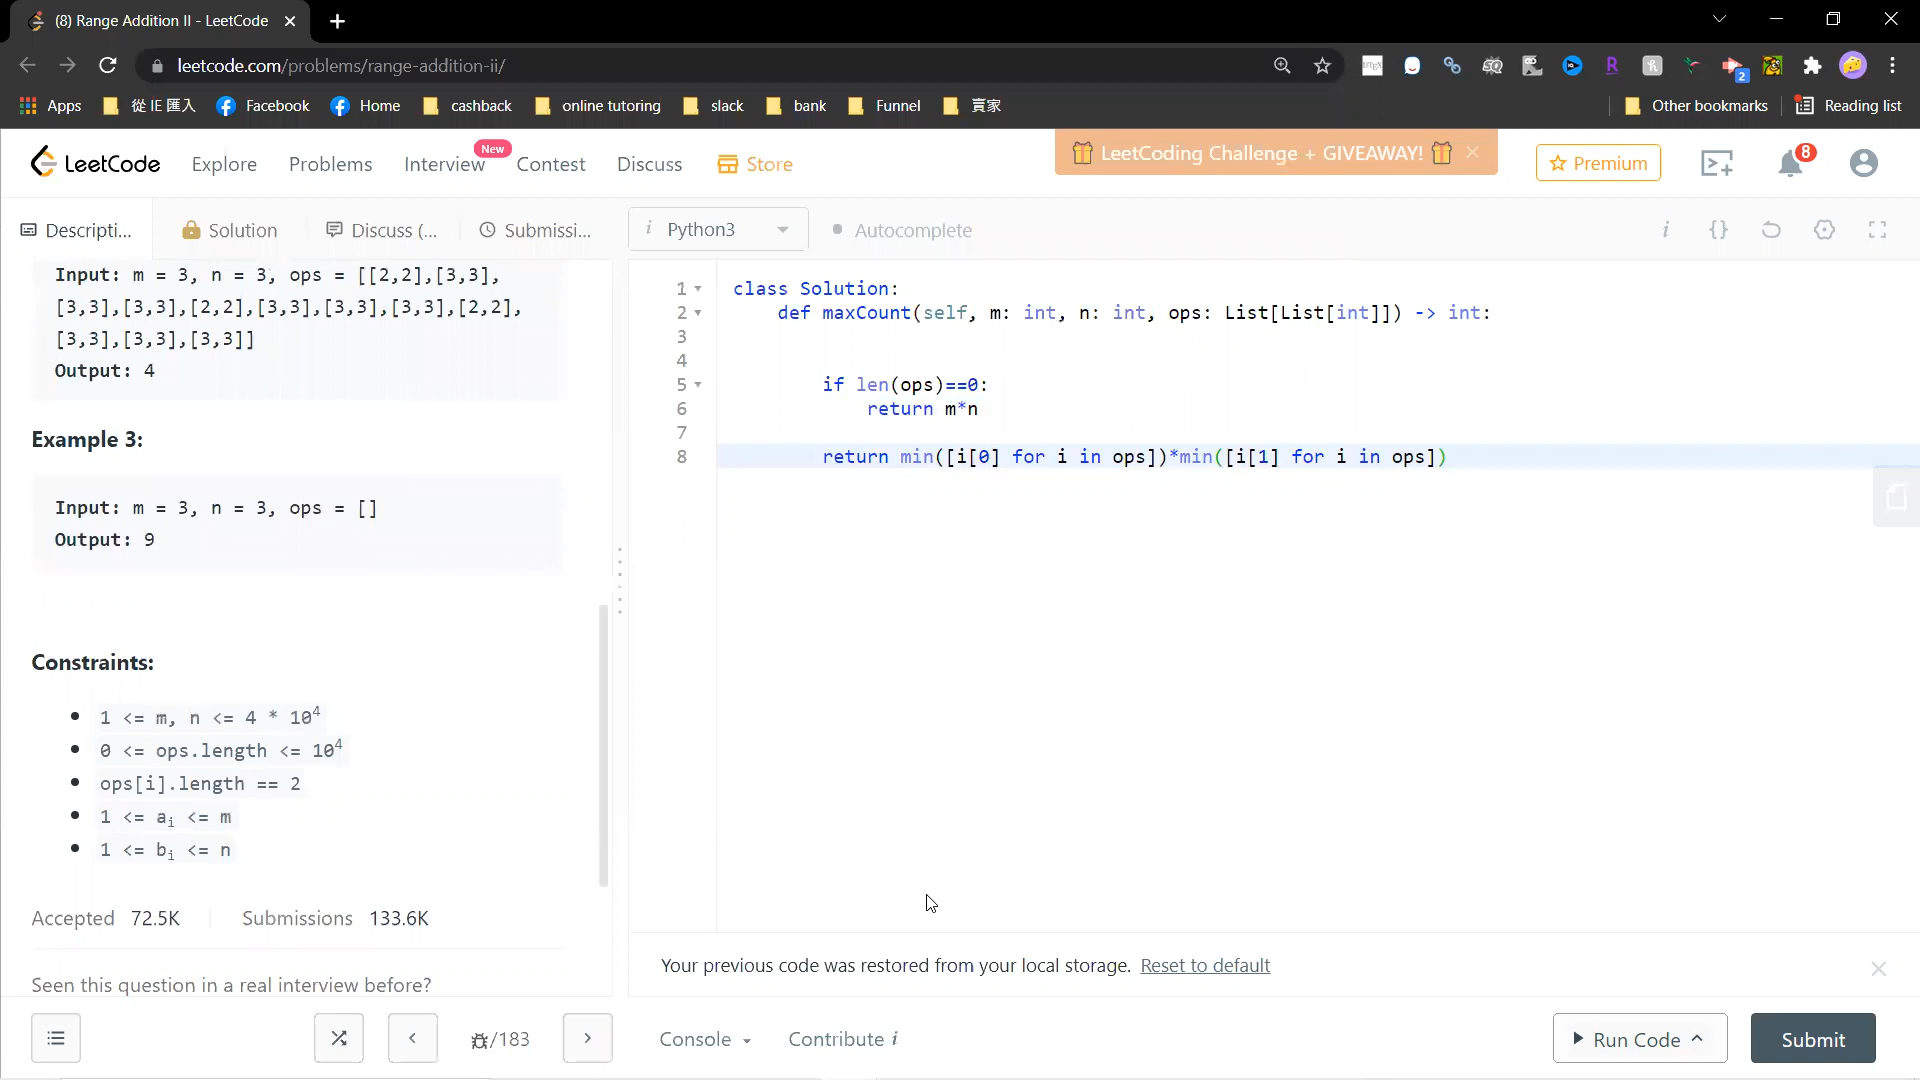 (8) Range Addition II - LeetCode
leetcode.com/problems/range-addition-ii/
2
Apps 從 IE 匯入 Facebook Home cashback online tutoring slack bank Funnel 賣家 Other bookmarks Reading list
LeetCode Explore Problems Interview New Contest Discuss Store LeetCoding Challenge + GIVEAWAY! Premium 8
Descripti... Solution Discuss (... Submissi... i Python3 Autocomplete i {}
Input: m = 3, n = 3, ops = [[2,2],[3,3],
[3,3],[3,3],[2,2],[3,3],[3,3],[3,3],[2,2],
[3,3],[3,3],[3,3]]
Output: 4
Example 3:
Input: m = 3, n = 3, ops = []
Output: 9
Constraints:
1 <= m, n <= 4 * 10⁴
0 <= ops.length <= 10⁴
ops[i].length == 2
1 <= aᵢ <= m
1 <= bᵢ <= n
Accepted 72.5K Submissions 133.6K
Seen this question in a real interview before?
1 class Solution:
2 def maxCount(self, m: int, n: int, ops: List[List[int]]) -> int:
3
4
5 if len(ops)==0:
6 return m*n
7
8 return min([i[0] for i in ops])*min([i[1] for i in ops])
Your previous code was restored from your local storage. Reset to default
/183 Console Contribute i Run Code Submit